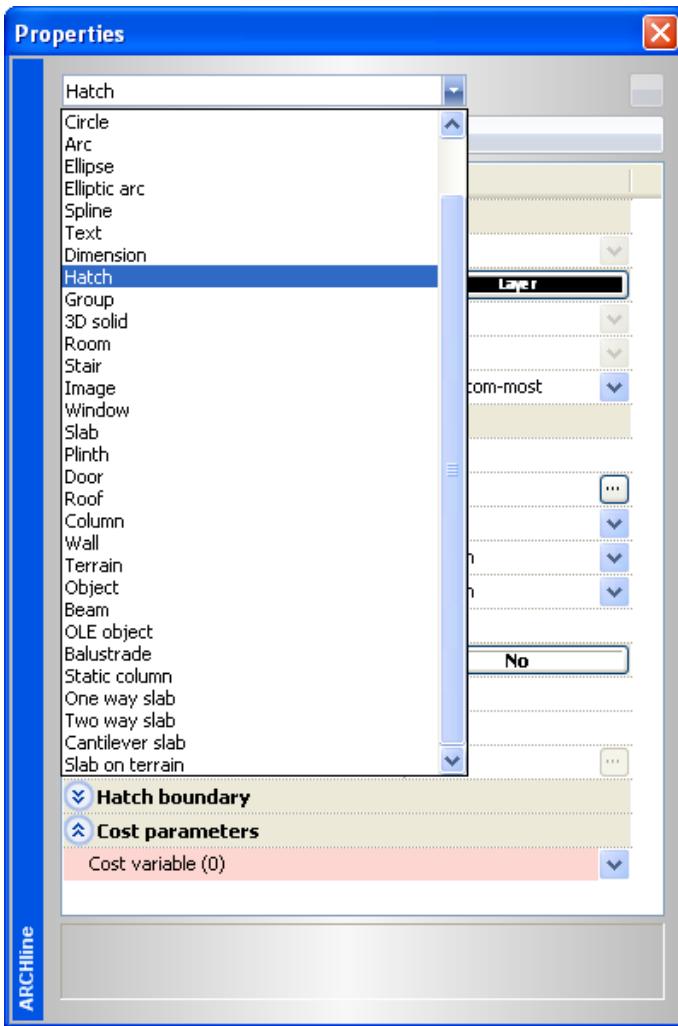 Properties
Hatch
Circle
Arc
Ellipse
Elliptic arc
Spline
Text
Dimension
Hatch
Layer
Group
3D solid
Room
Stair
Image
tom-most
Window
Slab
Plinth
Door
Roof
Column
Wall
Terrain
Object
Beam
OLE object
Balustrade
No
Static column
One way slab
Two way slab
Cantilever slab
Slab on terrain
Hatch boundary
Cost parameters
Cost variable (0)
ARCHline